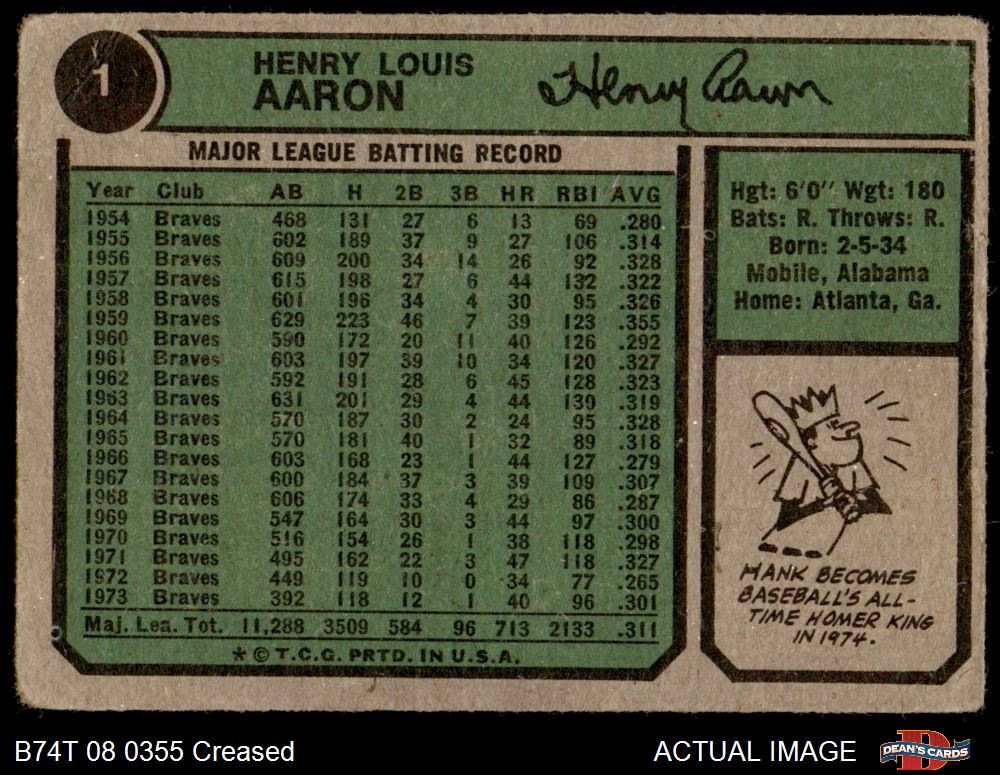 1
HENRY LOUIS
AARON
Henry Aaron
MAJOR LEAGUE BATTING RECORD
Year Club AB H 2B 3B HR RBI AVG
1954 Braves 468 131 27 6 13 69 .280
1955 Braves 602 189 37 9 27 106 .314
1956 Braves 609 200 34 14 26 92 .328
1957 Braves 615 198 27 6 44 132 .322
1958 Braves 601 196 34 4 30 95 .326
1959 Braves 629 223 46 7 39 123 .355
1960 Braves 590 172 20 11 40 126 .292
1961 Braves 603 197 39 10 34 120 .327
1962 Braves 592 191 28 6 45 128 .323
1963 Braves 631 201 29 4 44 130 .319
1964 Braves 570 187 30 2 24 95 .328
1965 Braves 570 181 40 1 32 89 .318
1966 Braves 603 168 23 1 44 127 .279
1967 Braves 600 184 37 3 39 109 .307
1968 Braves 606 174 33 4 29 86 .287
1969 Braves 547 164 30 3 44 97 .300
1970 Braves 516 154 26 1 38 118 .298
1971 Braves 495 162 22 3 47 118 .327
1972 Braves 449 119 10 0 34 77 .265
1973 Braves 392 118 12 1 40 96 .301
Maj. Lea. Tot. 11,288 3509 584 96 713 2133 .311
* © T.C.G. PRTD. IN U.S.A.
Hgt: 6'0" Wgt: 180
Bats: R. Throws: R.
Born: 2-5-34
Mobile, Alabama
Home: Atlanta, Ga.
HANK BECOMES
BASEBALL'S ALL-
TIME HOMER KING
IN 1974.
B74T 08 0355 Creased
ACTUAL IMAGE
DEAN'S CARDS